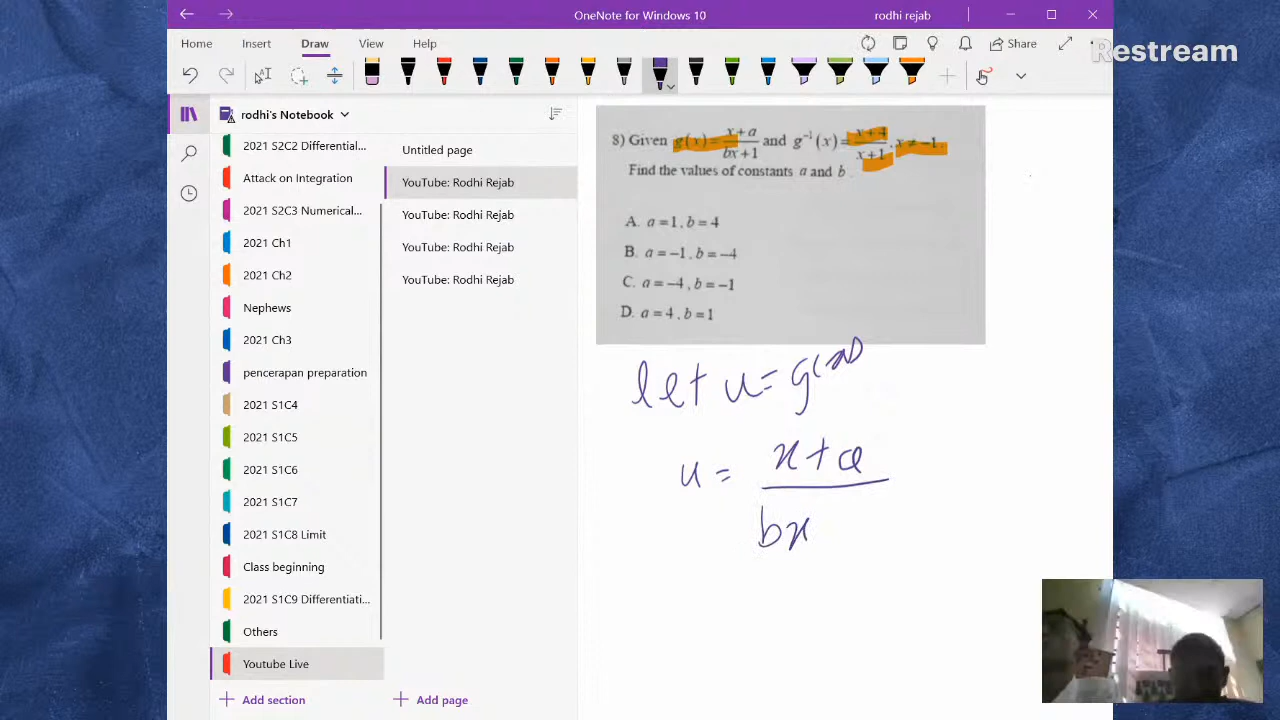 OneNote for Windows 10
rodhi rejab
Home Insert Draw View Help
Share
Restream
rodhi's Notebook
2021 S2C2 Differential...
Attack on Integration
2021 S2C3 Numerical...
2021 Ch1
2021 Ch2
Nephews
2021 Ch3
pencerapan preparation
2021 S1C4
2021 S1C5
2021 S1C6
2021 S1C7
2021 S1C8 Limit
Class beginning
2021 S1C9 Differentiati...
Others
Youtube Live
Add section
Untitled page
YouTube: Rodhi Rejab
YouTube: Rodhi Rejab
YouTube: Rodhi Rejab
YouTube: Rodhi Rejab
Add page
8) Given g(x)= x+a / bx+1 and g⁻¹(x)= x+4 / x+1, x ≠ −1.
Find the values of constants a and b
A. a =1, b = 4
B. a = −1, b = −4
C. a = −4, b = −1
D. a = 4, b = 1
let u = g(x)
u = x + a
bx